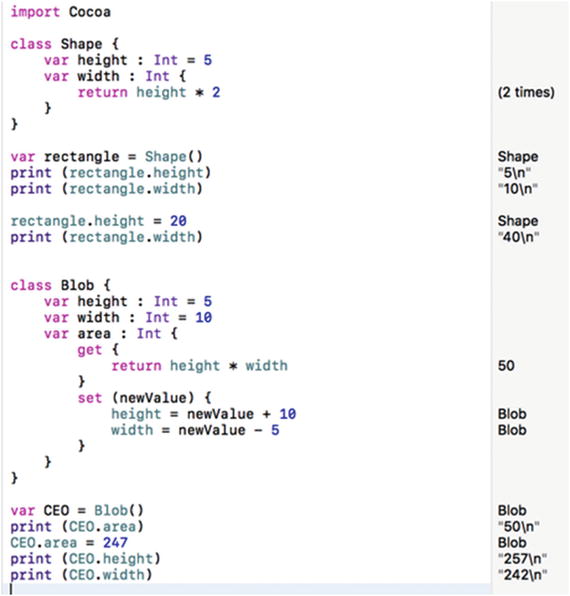 import Cocoa
class Shape {
    var height : Int = 5
    var width : Int {
        return height * 2 (2 times)
    }
}
var rectangle = Shape() Shape
print (rectangle.height) "5\n"
print (rectangle.width) "10\n"
rectangle.height = 20 Shape
print (rectangle.width) "40\n"
class Blob {
    var height : Int = 5
    var width : Int = 10
    var area : Int {
        get {
            return height * width 50
        }
        set (newValue) {
            height = newValue + 10 Blob
            width = newValue - 5 Blob
        }
    }
}
var CEO = Blob() Blob
print (CEO.area) "50\n"
CEO.area = 247 Blob
print (CEO.height) "257\n"
print (CEO.width) "242\n"